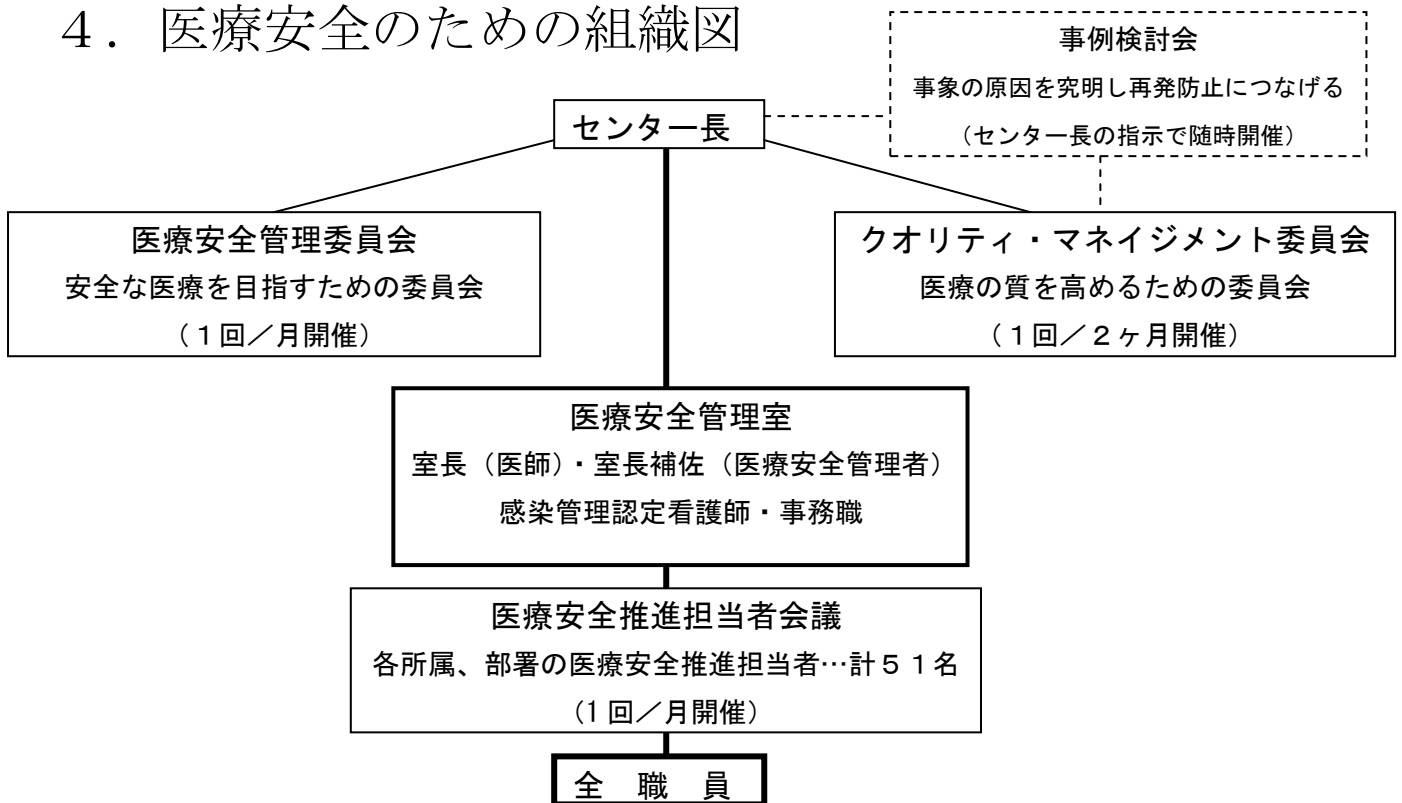 ４．医療安全のための組織図
事例検討会
事象の原因を究明し再発防止につなげる
（センター長の指示で随時開催）
センター長
医療安全管理委員会
安全な医療を目指すための委員会
（１回／月開催）
クオリティ・マネイジメント委員会
医療の質を高めるための委員会
（１回／２ヶ月開催）
医療安全管理室
室長（医師）・室長補佐（医療安全管理者）
感染管理認定看護師・事務職
医療安全推進担当者会議
各所属、部署の医療安全推進担当者…計５１名
（1回／月開催）
全　職　員